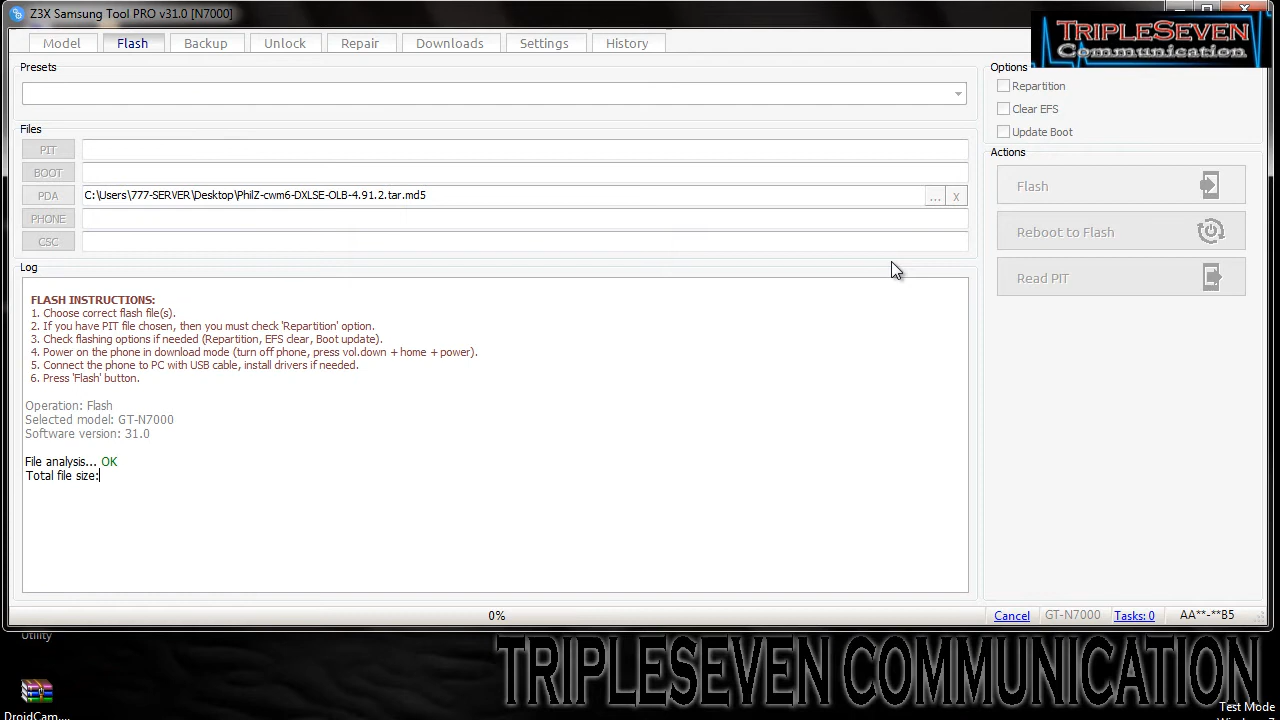 Z3X Samsung Tool PRO v31.0 [N7000]
TRIPLESEVEN
Communication
Model
Flash
Backup
Unlock
Repair
Downloads
Settings
History
Presets
Options
Repartition
Clear EFS
Update Boot
Files
PIT
BOOT
PDA
C:\Users\777-SERVER\Desktop\PhilZ-cwm6-DXLSE-OLB-4.91.2.tar.md5
...
x
PHONE
CSC
Actions
Flash
Reboot to Flash
Read PIT
Log
FLASH INSTRUCTIONS:
1. Choose correct flash file(s).
2. If you have PIT file chosen, then you must check 'Repartition' option.
3. Check flashing options if needed (Repartition, EFS clear, Boot update).
4. Power on the phone in download mode (turn off phone, press vol.down + home + power).
5. Connect the phone to PC with USB cable, install drivers if needed.
6. Press 'Flash' button.
Operation: Flash
Selected model: GT-N7000
Software version: 31.0
File analysis... OK
Total file size:
0%
Cancel
GT-N7000
Tasks: 0
AA**-**B5
Utility
TRIPLESEVEN COMMUNICATION
DroidCam....
Test Mode